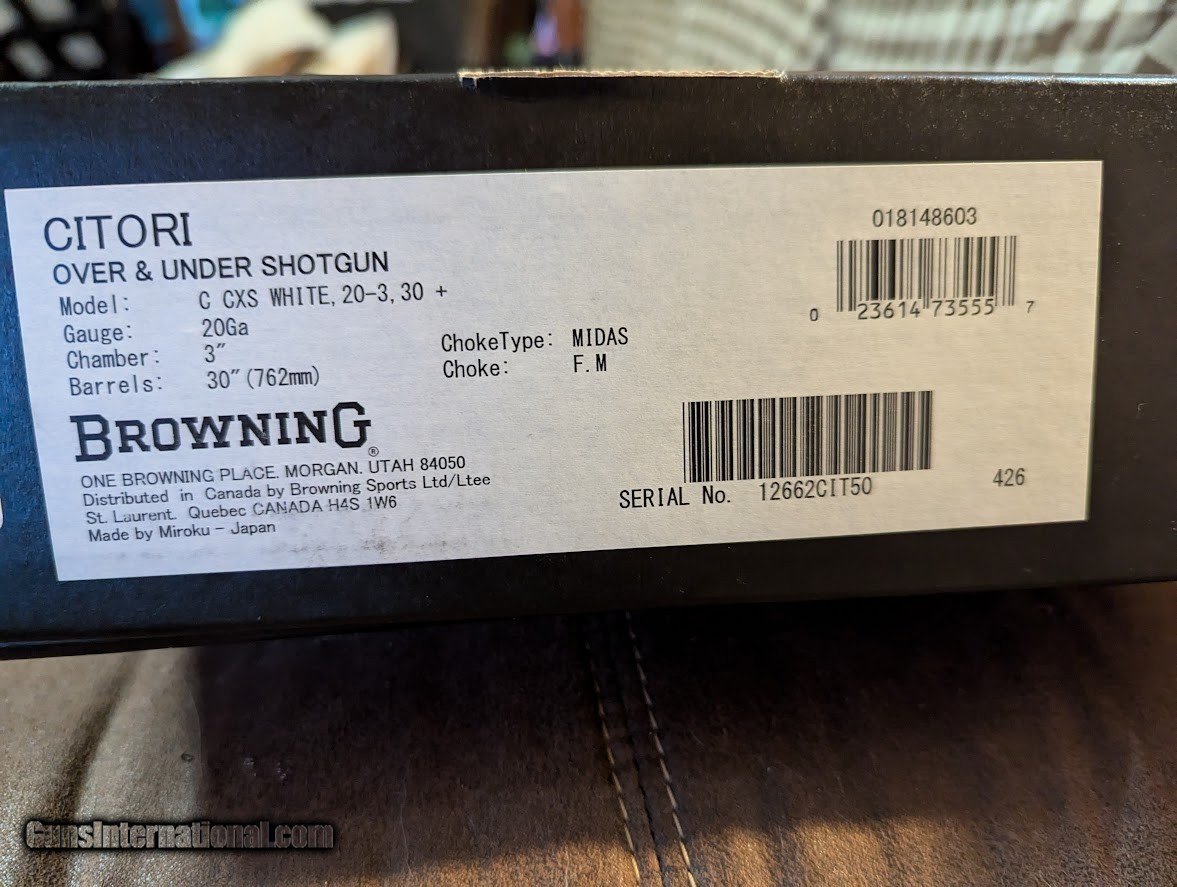 CITORI
OVER & UNDER SHOTGUN
Model: C CXS WHITE, 20-3, 30 +
Gauge: 20Ga
Chamber: 3"
Barrels: 30"(762mm)
ChokeType: MIDAS
Choke: F.M
018148603
0 23614 73555 7
BROWNING®
ONE BROWNING PLACE. MORGAN. UTAH 84050
Distributed in Canada by Browning Sports Ltd/Ltee
St. Laurent. Quebec CANADA H4S 1W6
Made by Miroku - Japan
SERIAL No. 12662CIT50
426
GunsInternational.com